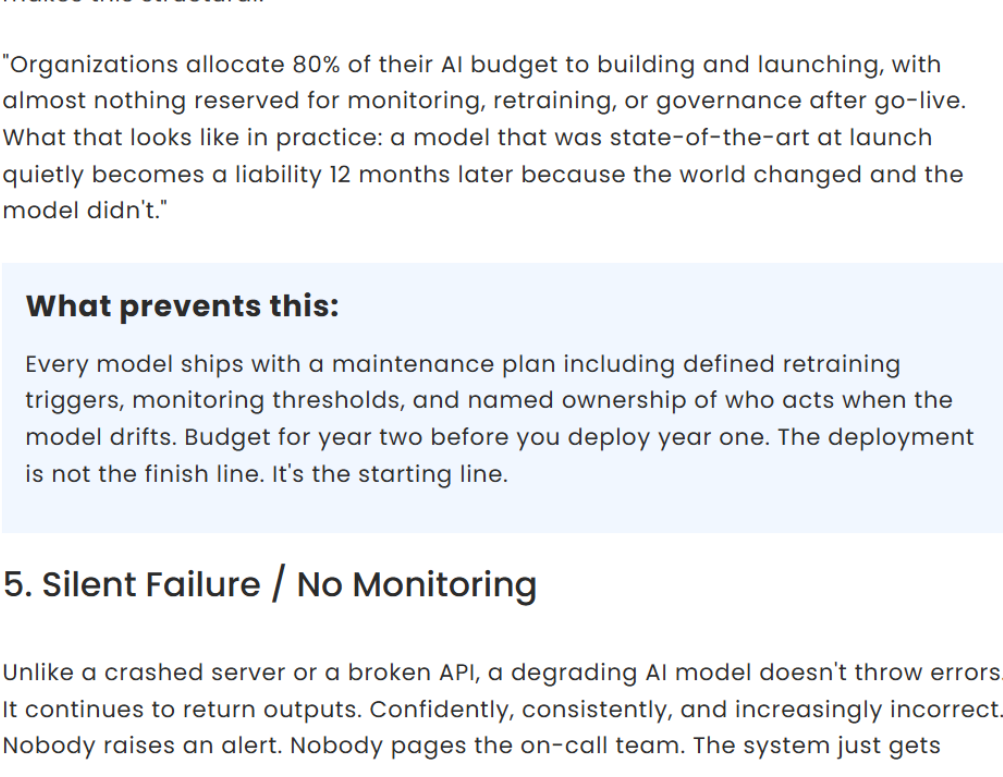 "Organizations allocate 80% of their AI budget to building and launching, with
almost nothing reserved for monitoring, retraining, or governance after go-live.
What that looks like in practice: a model that was state-of-the-art at launch
quietly becomes a liability 12 months later because the world changed and the
model didn't."
What prevents this:
Every model ships with a maintenance plan including defined retraining
triggers, monitoring thresholds, and named ownership of who acts when the
model drifts. Budget for year two before you deploy year one. The deployment
is not the finish line. It's the starting line.
5. Silent Failure / No Monitoring
Unlike a crashed server or a broken API, a degrading AI model doesn't throw errors.
It continues to return outputs. Confidently, consistently, and increasingly incorrect.
Nobody raises an alert. Nobody pages the on-call team. The system just gets